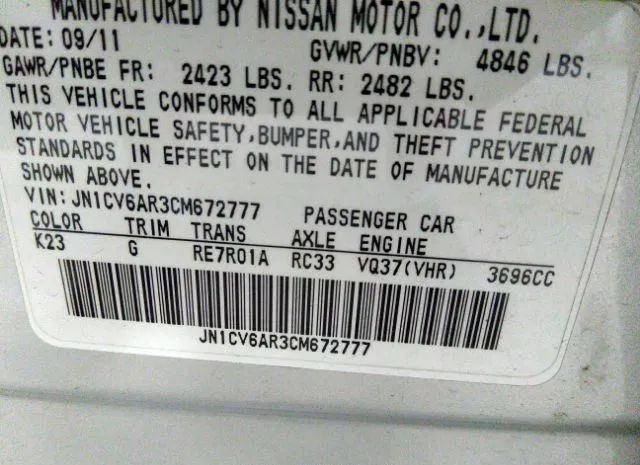 MANUFACTURED BY NISSAN MOTOR CO.,LTD.
DATE: 09/11 GVWR/PNBV: 4846 LBS.
GAWR/PNBE FR: 2423 LBS. RR: 2482 LBS.
THIS VEHICLE CONFORMS TO ALL APPLICABLE FEDERAL
MOTOR VEHICLE SAFETY,BUMPER,AND THEFT PREVENTION
STANDARDS IN EFFECT ON THE DATE OF MANUFACTURE
SHOWN ABOVE.
VIN:JN1CV6AR3CM672777 PASSENGER CAR
COLOR TRIM TRANS AXLE ENGINE
K23 G RE7R01A RC33 VQ37(VHR) 3696CC
JN1CV6AR3CM672777